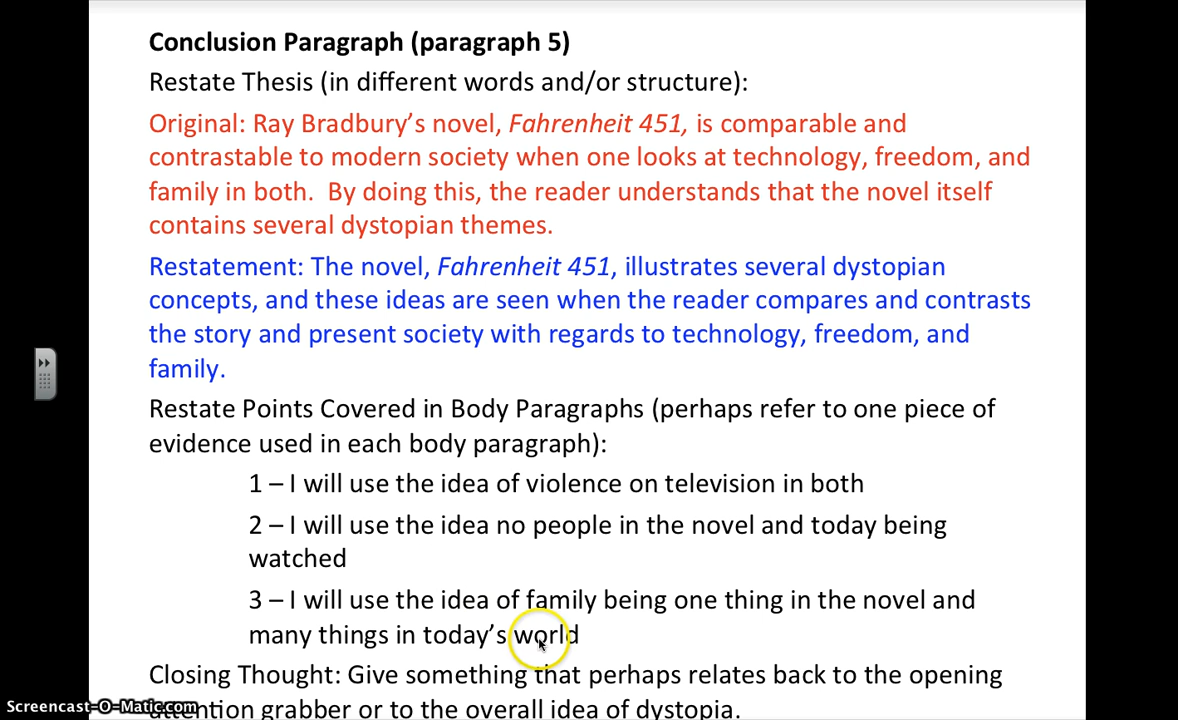 Conclusion Paragraph (paragraph 5)
Restate Thesis (in different words and/or structure):
Original: Ray Bradbury’s novel, Fahrenheit 451, is comparable and
contrastable to modern society when one looks at technology, freedom, and
family in both.  By doing this, the reader understands that the novel itself
contains several dystopian themes.
Restatement: The novel, Fahrenheit 451, illustrates several dystopian
concepts, and these ideas are seen when the reader compares and contrasts
the story and present society with regards to technology, freedom, and
family.
Restate Points Covered in Body Paragraphs (perhaps refer to one piece of
evidence used in each body paragraph):
1 – I will use the idea of violence on television in both
2 – I will use the idea no people in the novel and today being
watched
3 – I will use the idea of family being one thing in the novel and
many things in today’s world
Closing Thought: Give something that perhaps relates back to the opening
attention grabber or to the overall idea of dystopia.
Screencast-O-Matic.com